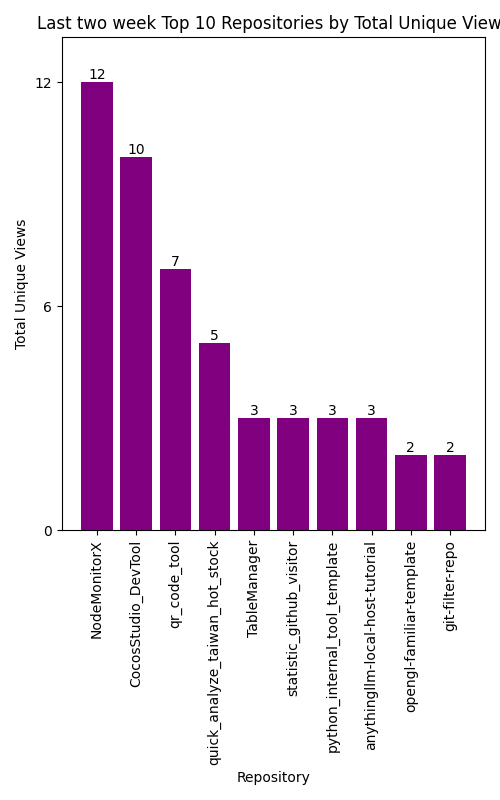 Last two week Top 10 Repositories by Total Unique View
12
10
7
5
3
3
3
3
2
2
12
6
0
Total Unique Views
NodeMonitorX
CocosStudio_DevTool
qr_code_tool
quick_analyze_taiwan_hot_stock
TableManager
statistic_github_visitor
python_internal_tool_template
anythingllm-local-host-tutorial
opengl-familiar-template
git-filter-repo
Repository